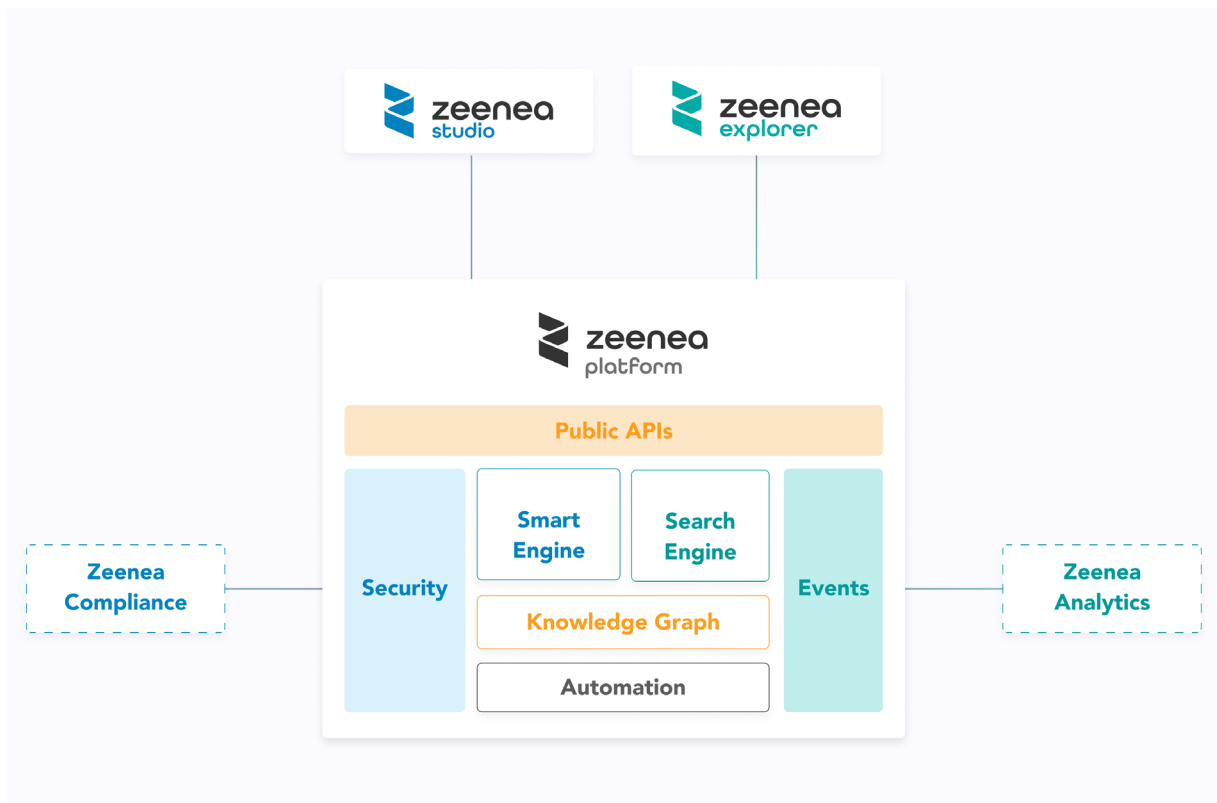 zeenea
studio
zeenea
explorer
zeenea
platform
Public APIs
Security
Smart
Engine
Search
Engine
Events
Knowledge Graph
Automation
Zeenea
Compliance
Zeenea
Analytics